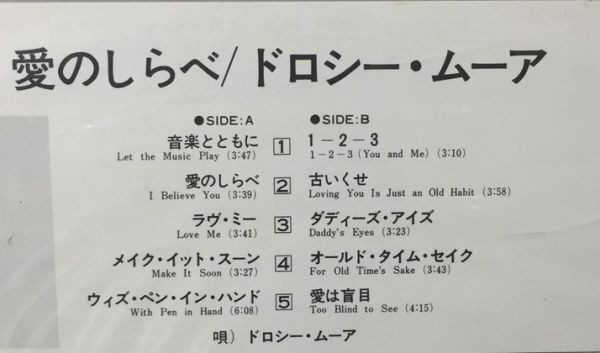 愛のしらべ/ドロシー・ムーア
●SIDE:A ●SIDE:B
音楽とともに 1 1-2-3
Let the Music Play (3:47) 1-2-3 (You and Me) (3:10)
愛のしらべ 2 古いくせ
I Believe You (3:39) Loving You Is Just an Old Habit (3:58)
ラヴ・ミー 3 ダディーズ・アイズ
Love Me (3:41) Daddy's Eyes (3:23)
メイク・イット・スーン 4 オールド・タイム・セイク
Make It Soon (3:27) For Old Time's Sake (3:43)
ウィズ・ペン・イン・ハンド 5 愛は盲目
With Pen in Hand (6:08) Too Blind to See (4:15)
唄) ドロシー・ムーア